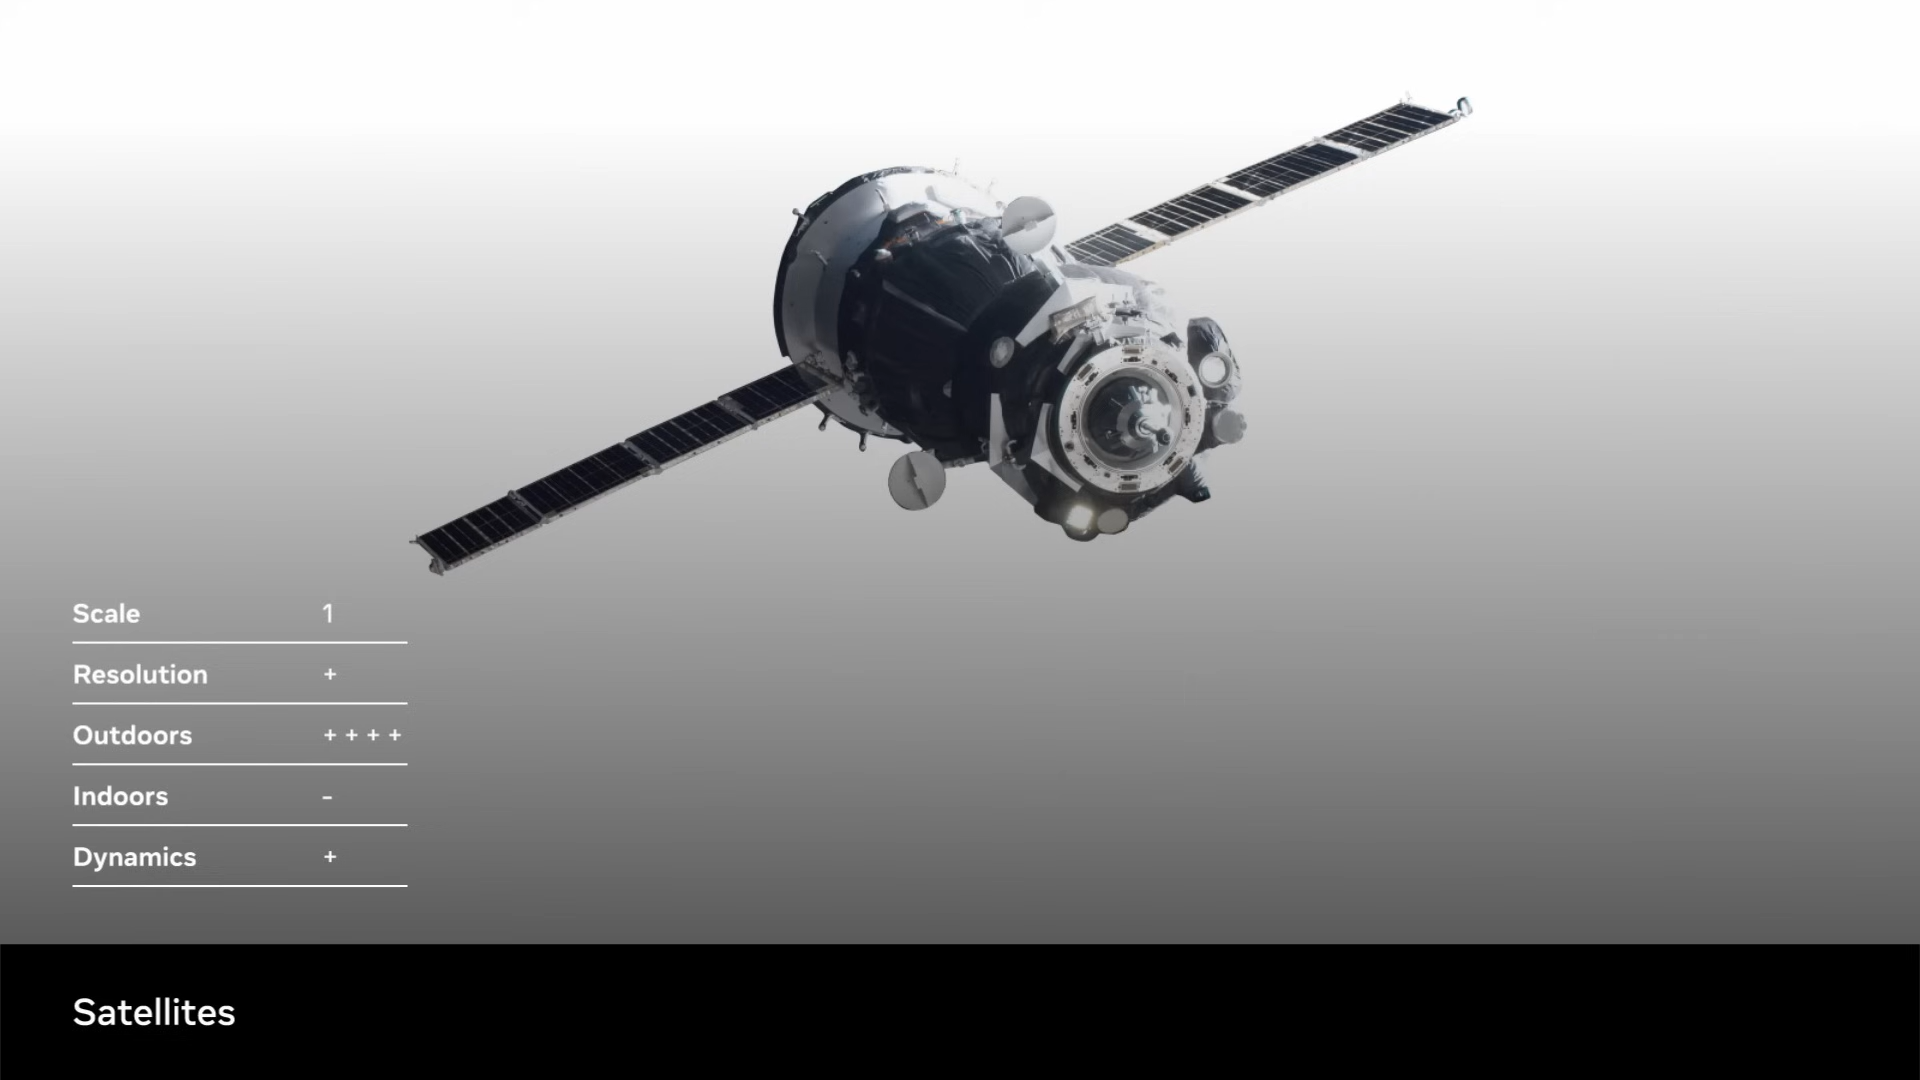 Scale 1
Resolution +
Outdoors + + + +
Indoors -
Dynamics +
Satellites